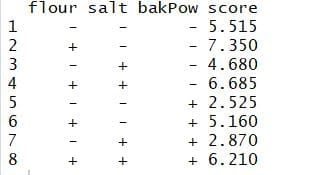 flour salt bakPow score
1 - - - 5.515
2 + - - 7.350
3 - + - 4.680
4 + + - 6.685
5 - - + 2.525
6 + - + 5.160
7 - + + 2.870
8 + + + 6.210